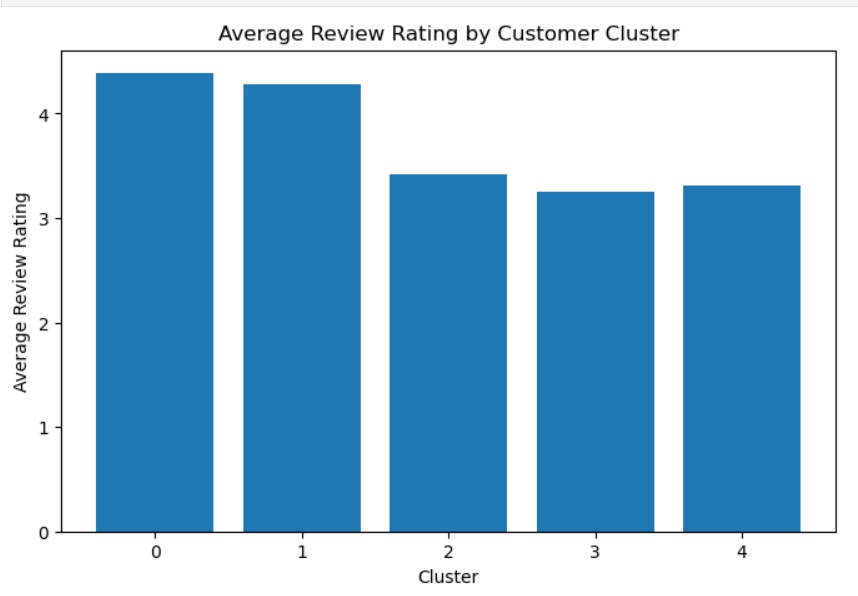 Average Review Rating by Customer Cluster
Average Review Rating
4
3
2
1
0
0 1 2 3 4
Cluster